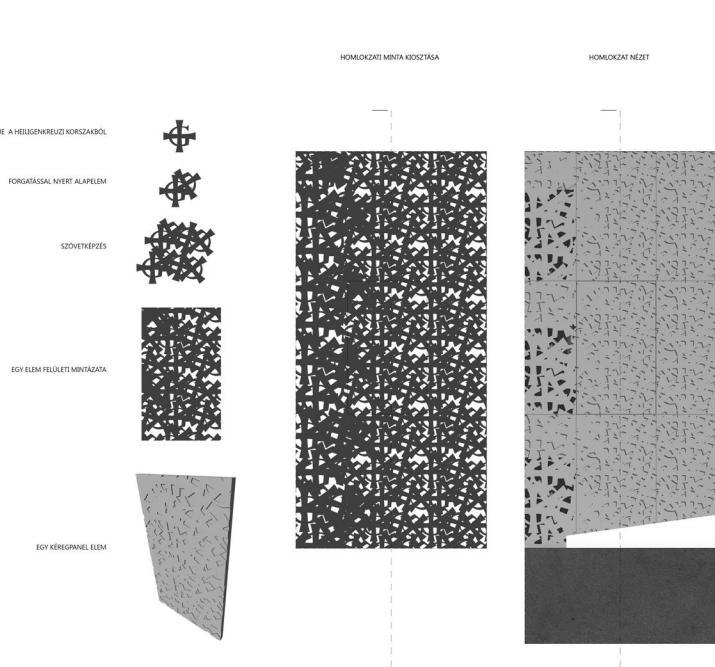 HOMLOKZATI MINTA KIOSZTÁSA
HOMLOKZAT NÉZET
A HEILIGENKREUZI KORSZAKBÓL
FORGATÁSSAL NYERT ALAPELEM
SZÖVETKÉPZÉS
EGY ELEM FELÜLETI MINTÁZATA
EGY KÉREGPANEL ELEM